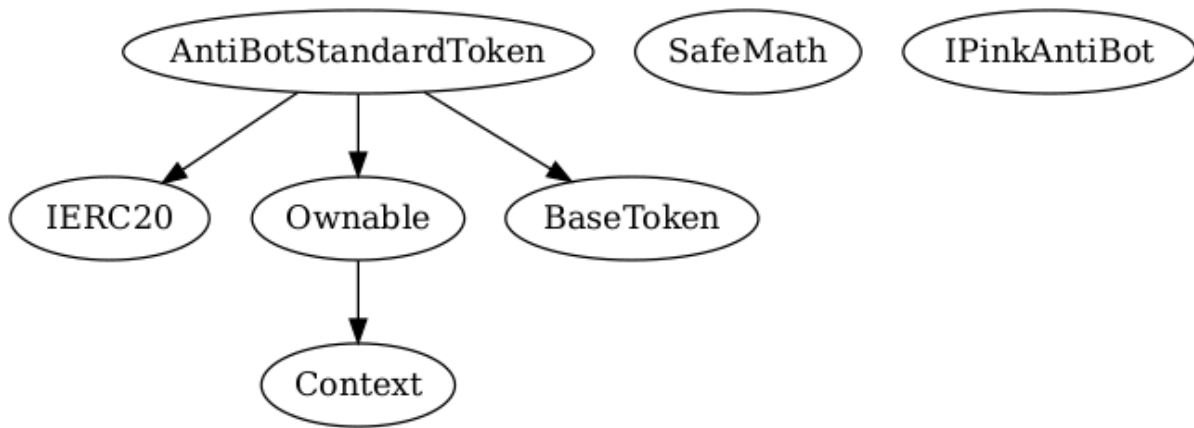 AntiBotStandardToken
SafeMath
IPinkAntiBot
IERC20
Ownable
BaseToken
Context